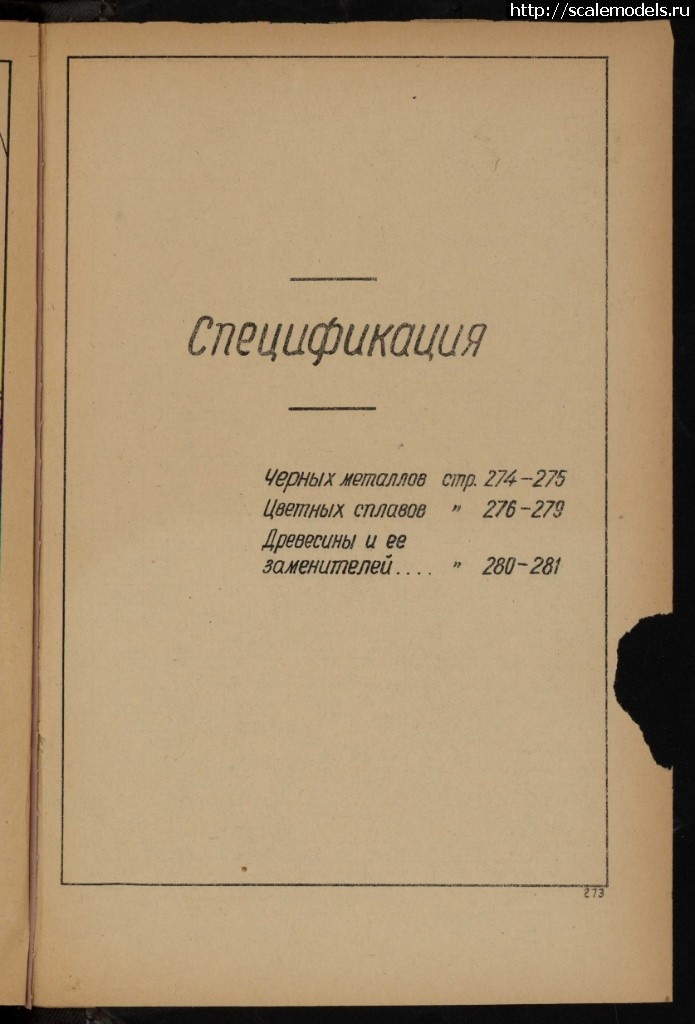 http://scalemodels.ru
Спецификация
Черных металлов стр. 274-275
Цветных сплавов " 276-279
Древесины и ее
заменителей .... " 280-281
273